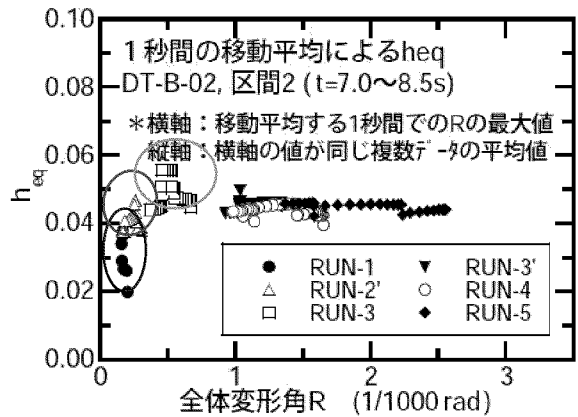 0.10
0.08
0.06
0.04
0.02
0.00
h_eq
1秒間の移動平均によるheq
DT-B-02, 区間2 ( t=7.0〜8.5s)
＊横軸：移動平均する1秒間でのRの最大値
縦軸：横軸の値が同じ複数データの平均値
RUN-1
RUN-2'
RUN-3
RUN-3'
RUN-4
RUN-5
0 1 2 3
全体変形角R (1/1000 rad)